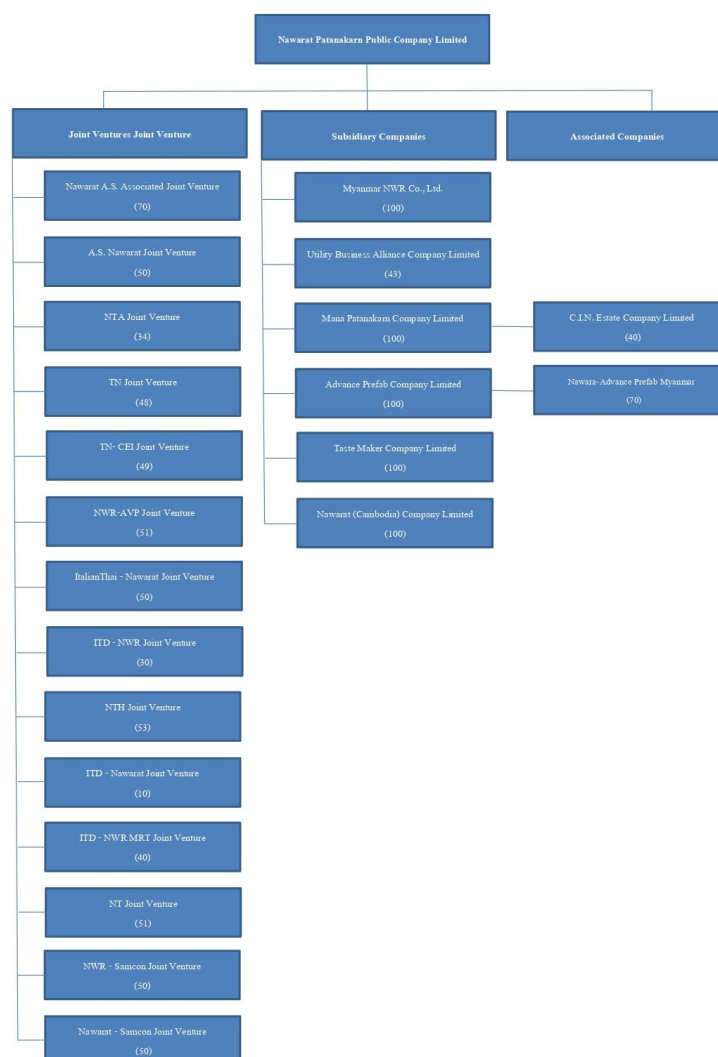 Nawarat Patanakarn Public Company Limited
Joint Ventures Joint Venture
Subsidiary Companies
Associated Companies
Nawarat A.S. Associated Joint Venture
(70)
A.S. Nawarat Joint Venture
(50)
NTA Joint Venture
(34)
TN Joint Venture
(48)
TN- CEI Joint Venture
(49)
NWR-AVP Joint Venture
(51)
ItalianThai - Nawarat Joint Venture
(50)
ITD - NWR Joint Venture
(30)
NTH Joint Venture
(53)
ITD - Nawarat Joint Venture
(10)
ITD - NWR MRT Joint Venture
(40)
NT Joint Venture
(51)
NWR - Samcon Joint Venture
(50)
Nawarat - Samcon Joint Venture
(50)
Myanmar NWR Co., Ltd.
(100)
Utility Business Alliance Company Limited
(43)
Mana Patanakarn Company Limited
(100)
Advance Prefab Company Limited
(100)
Taste Maker Company Limited
(100)
Nawarat (Cambodia) Company Limited
(100)
C.I.N. Estate Company Limited
(40)
Nawara-Advance Prefab Myanmar
(70)